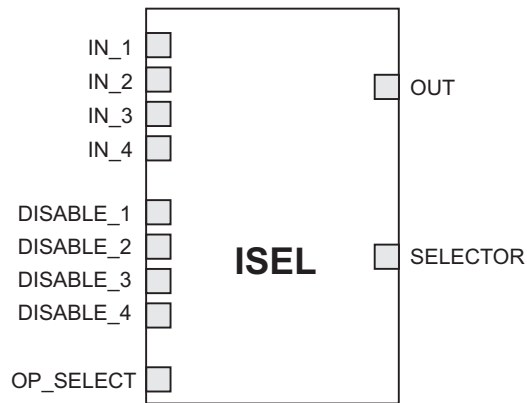 IN_1
IN_2
IN_3
IN_4
OUT
DISABLE_1
DISABLE_2
DISABLE_3
DISABLE_4
ISEL
SELECTOR
OP_SELECT